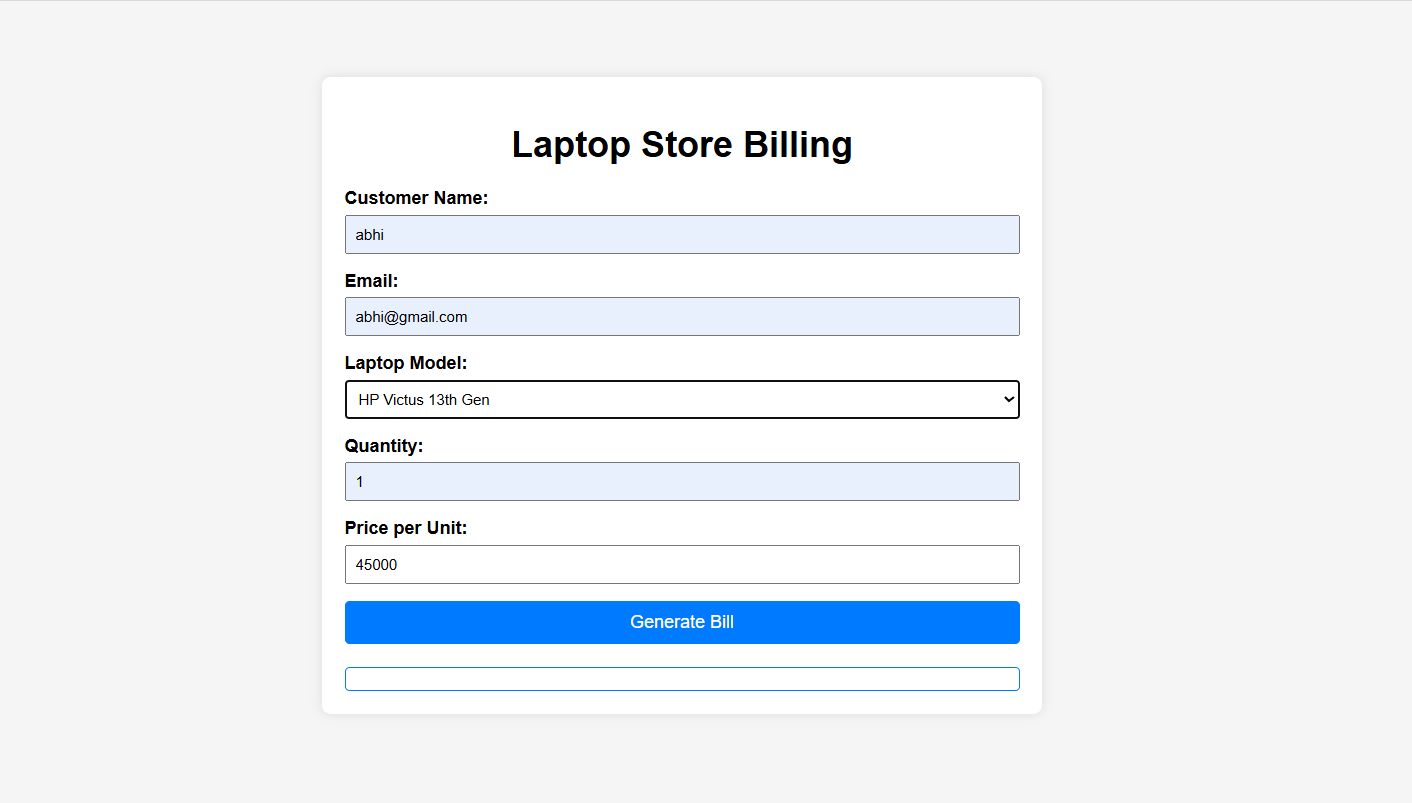 Laptop Store Billing
Customer Name:
abhi
Email:
abhi@gmail.com
Laptop Model:
HP Victus 13th Gen
Quantity:
1
Price per Unit:
45000
Generate Bill